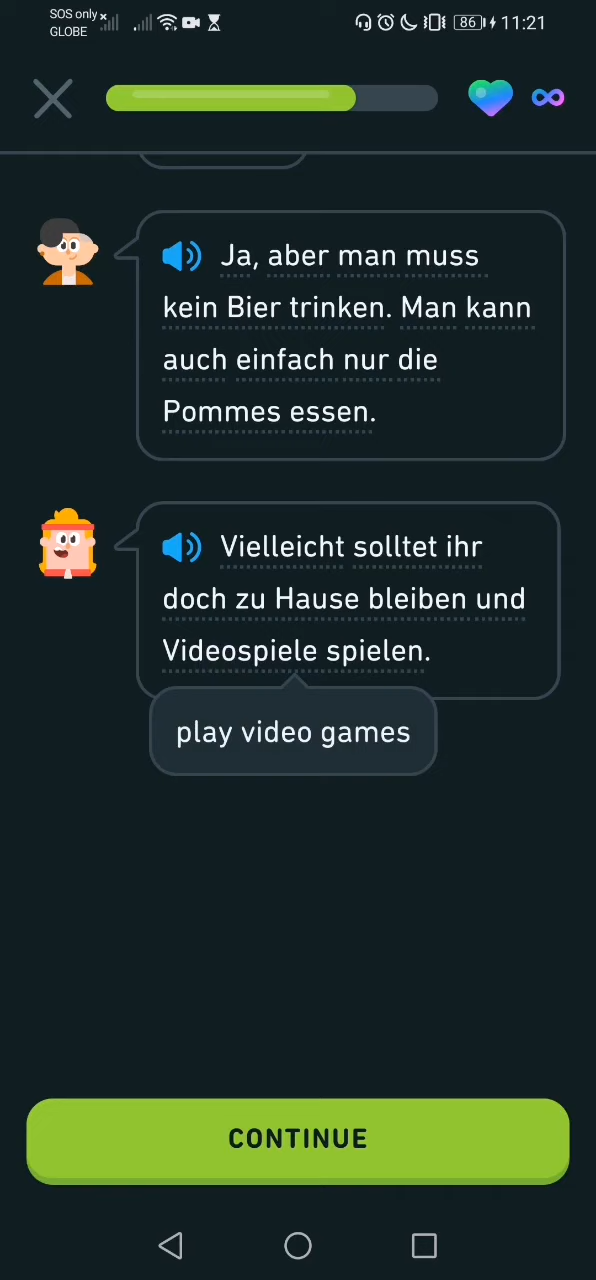 SOS only
GLOBE
86
11:21
Ja, aber man muss
kein Bier trinken. Man kann
auch einfach nur die
Pommes essen.
Vielleicht solltet ihr
doch zu Hause bleiben und
Videospiele spielen.
play video games
CONTINUE